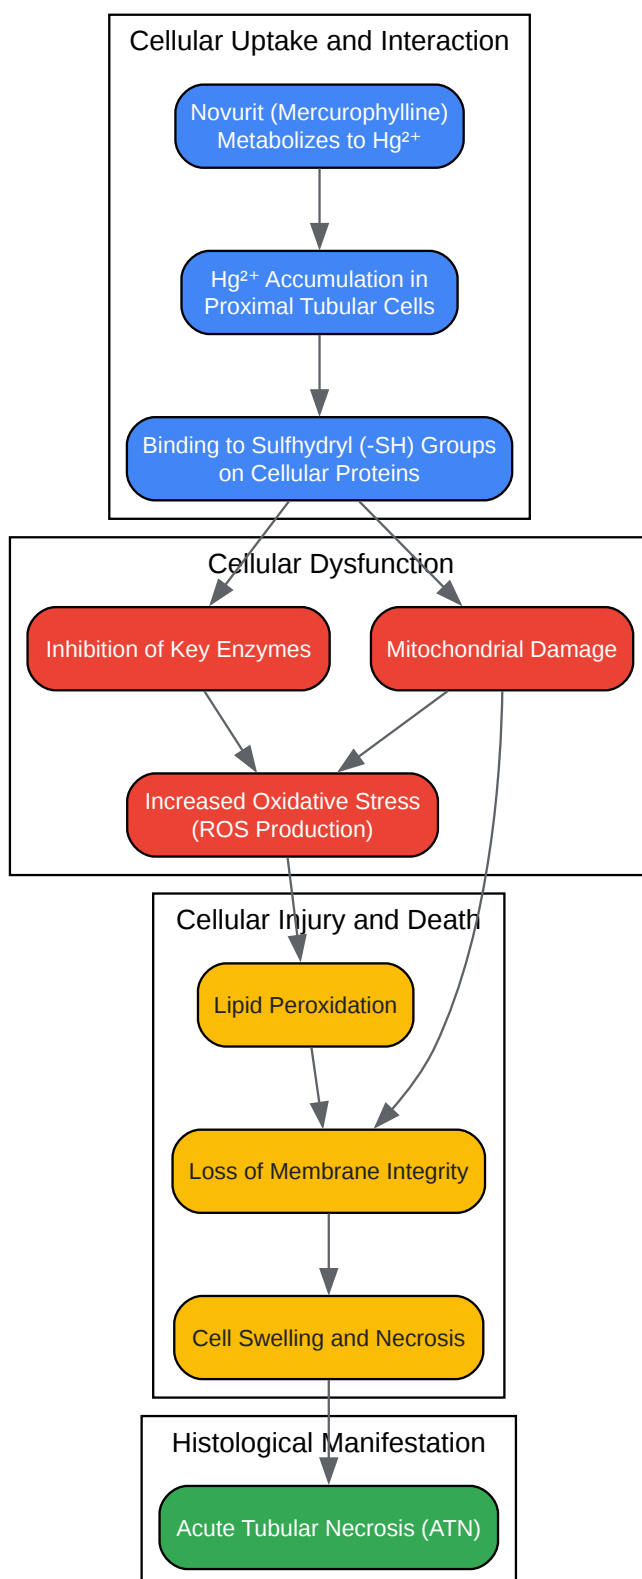 Cellular Uptake and Interaction
Novurit (Mercurophylline)
Metabolizes to Hg²⁺
Hg²⁺ Accumulation in
Proximal Tubular Cells
Binding to Sulfhydryl (-SH) Groups
on Cellular Proteins
Cellular Dysfunction
Inhibition of Key Enzymes
Mitochondrial Damage
Increased Oxidative Stress
(ROS Production)
Cellular Injury and Death
Lipid Peroxidation
Loss of Membrane Integrity
Cell Swelling and Necrosis
Histological Manifestation
Acute Tubular Necrosis (ATN)